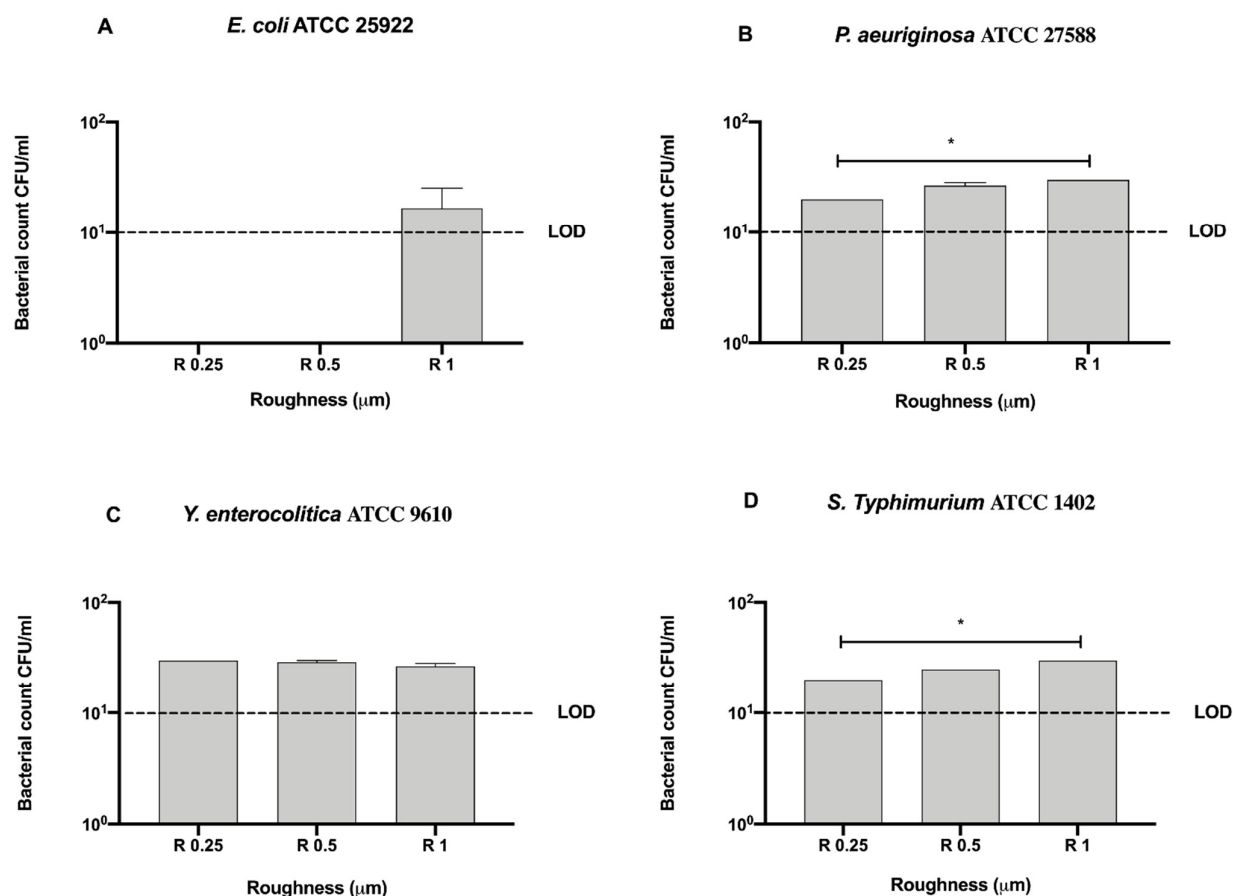 A
E. coli ATCC 25922
Bacterial count CFU/ml
10²
10¹
10⁰
LOD
R 0.25 R 0.5 R 1
Roughness (μm)
B
P. aeuriginosa ATCC 27588
Bacterial count CFU/ml
10²
10¹
10⁰
*
LOD
R 0.25 R 0.5 R 1
Roughness (μm)
C
Y. enterocolitica ATCC 9610
Bacterial count CFU/ml
10²
10¹
10⁰
LOD
R 0.25 R 0.5 R 1
Roughness (μm)
D
S. Typhimurium ATCC 1402
Bacterial count CFU/ml
10²
10¹
10⁰
*
LOD
R 0.25 R 0.5 R 1
Roughness (μm)